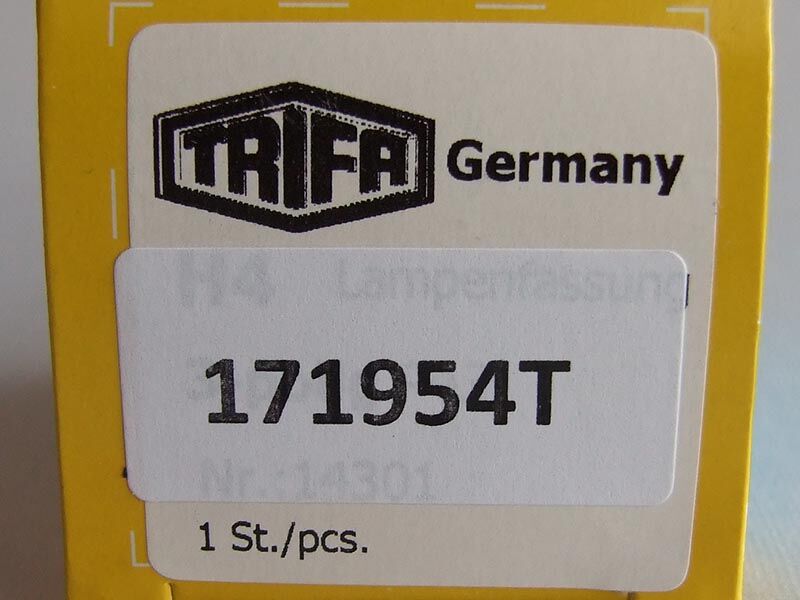 TRIFA Germany
H4 Lampenfassung
171954T
Nr.:14301
1 St./pcs.